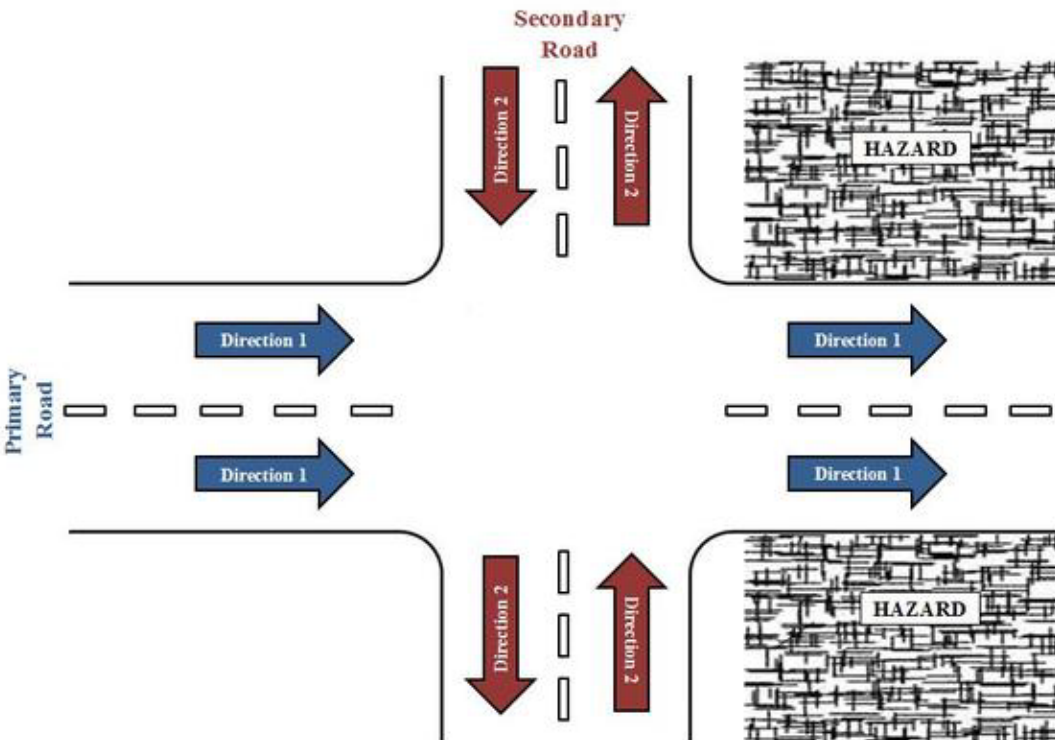 Secondary
Road
Direction 2
Direction 2
HAZARD
Direction 1
Direction 1
Primary
Road
Direction 1
Direction 1
Direction 2
Direction 2
HAZARD